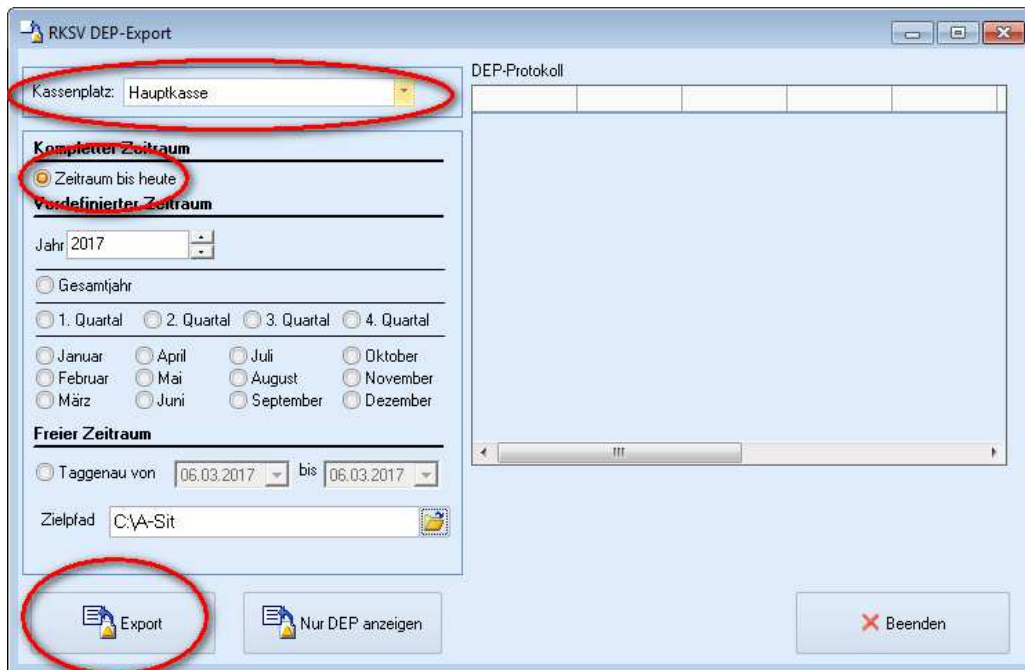 RKSV DEP-Export
Kassenplatz: Hauptkasse
Kompletter Zeitraum
Zeitraum bis heute
Vordefinierter Zeitraum
Jahr 2017
Gesamtjahr
1. Quartal 2. Quartal 3. Quartal 4. Quartal
Januar April Juli Oktober
Februar Mai August November
März Juni September Dezember
Freier Zeitraum
Taggenau von 06.03.2017 bis 06.03.2017
Zielpfad C:\A-Sit
DEP-Protokoll
Export Nur DEP anzeigen Beenden